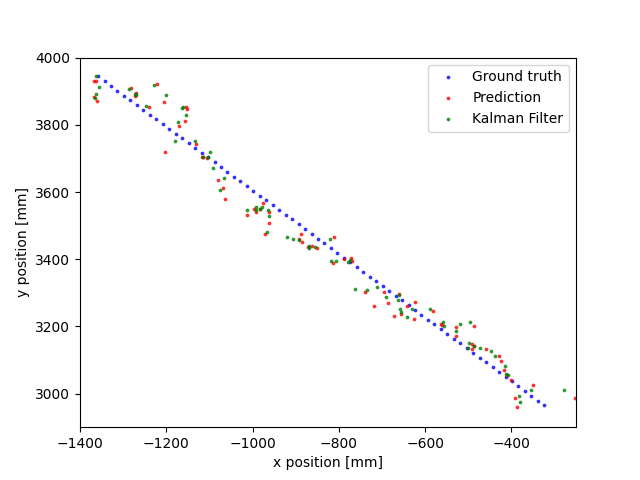 Ground truth
Prediction
Kalman Filter
4000
3800
3600
3400
3200
3000
y position [mm]
−1400 −1200 −1000 −800 −600 −400
x position [mm]